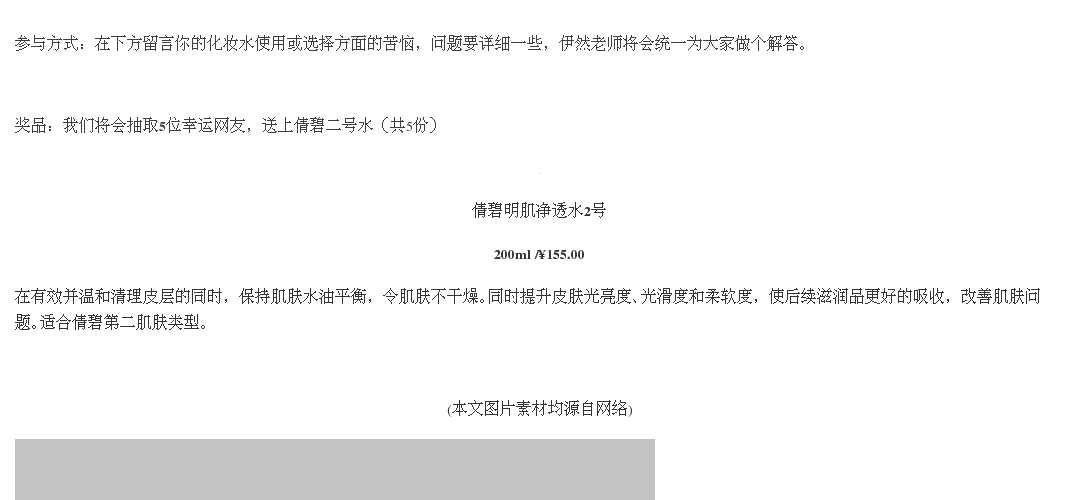 参与方式：在下方留言你的化妆水使用或选择方面的苦恼，问题要详细一些，伊然老师将会统一为大家做个解答。
奖品：我们将会抽取5位幸运网友，送上倩碧二号水（共5份）
倩碧明肌净透水2号
200ml /¥155.00
在有效并温和清理皮层的同时，保持肌肤水油平衡，令肌肤不干燥。同时提升皮肤光亮度、光滑度和柔软度，使后续滋润品更好的吸收，改善肌肤问
题。适合倩碧第二肌肤类型。
(本文图片素材均源自网络)